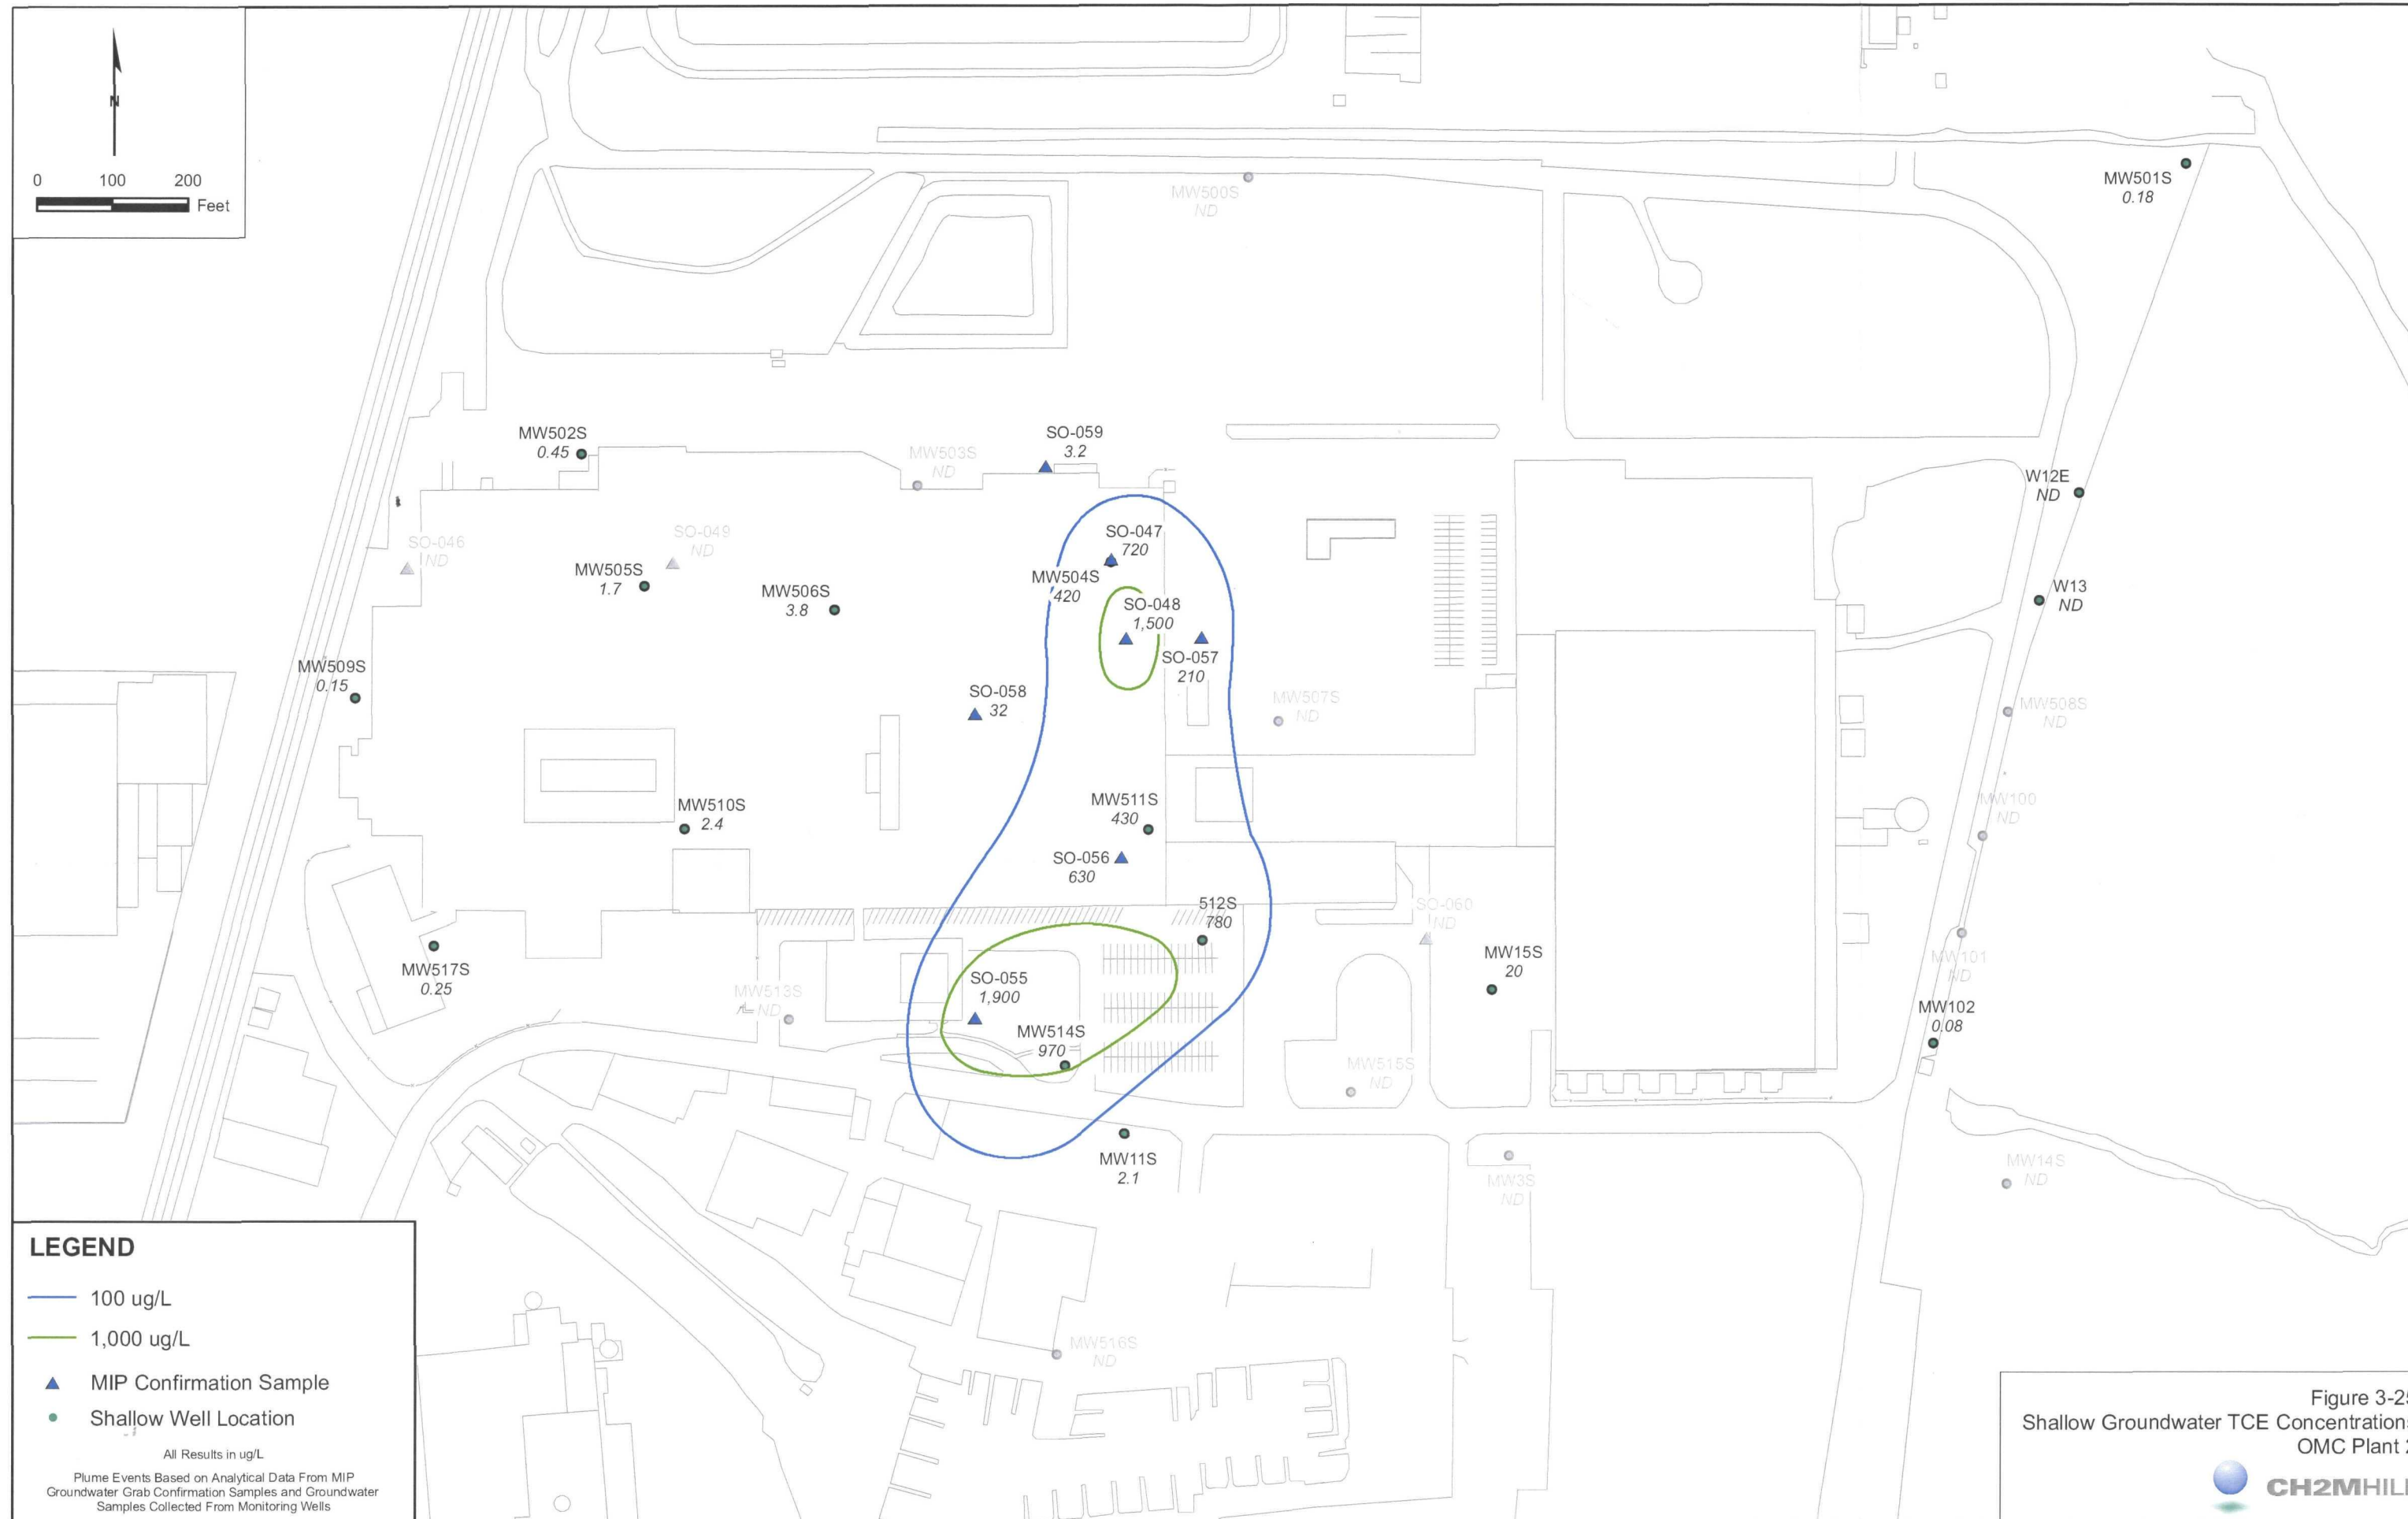 N
0 100 200
Feet
MW500S
ND
MW501S
0.18
MW502S
0.45
MW503S
ND
SO-059
3.2
W12E
ND
SO-046
ND
SO-049
ND
SO-047
720
MW505S
1.7
MW506S
3.8
MW504S
420
SO-048
1,500
W13
ND
SO-057
210
MW509S
0.15
SO-058
32
MW507S
ND
MW508S
ND
MW510S
2.4
MW511S
430
MW100
ND
SO-056
630
512S
780
SO-060
ND
MW517S
0.25
SO-055
1,900
MW15S
20
MW101
ND
MW513S
ND
MW514S
970
MW102
0.08
MW515S
ND
MW11S
2.1
MW3S
ND
MW14S
ND
MW516S
ND
LEGEND
100 ug/L
1,000 ug/L
MIP Confirmation Sample
Shallow Well Location
All Results in ug/L
Plume Events Based on Analytical Data From MIP
Groundwater Grab Confirmation Samples and Groundwater
Samples Collected From Monitoring Wells
Figure 3-25
Shallow Groundwater TCE Concentrations
OMC Plant 2
CH2MHILL